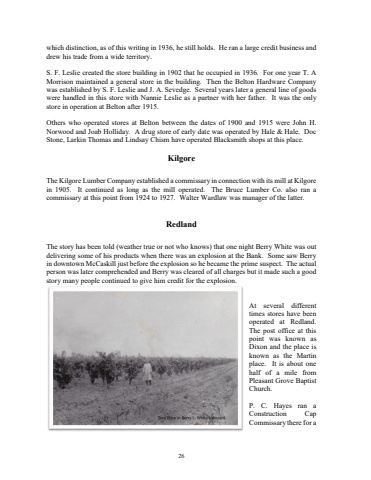 which distinction, as of this writing in 1936, he still holds. He ran a large credit business and
drew his trade from a wide territory.
S. F. Leslie created the store building in 1902 that he occupied in 1936. For one year T. A
Morrison maintained a general store in the building. Then the Belton Hardware Company
was established by S. F. Leslie and J. A. Sevedge. Several years later a general line of goods
were handled in this store with Nannie Leslie as a partner with her father. It was the only
store in operation at Belton after 1915.
Others who operated stores at Belton between the dates of 1900 and 1915 were John H.
Norwood and Joab Holliday. A drug store of early date was operated by Hale & Hale. Doc
Stone, Larkin Thomas and Lindsay Chism have operated Blacksmith shops at this place.
Kilgore
The Kilgore Lumber Company established a commissary in connection with its mill at Kilgore
in 1905. It continued as long as the mill operated. The Bruce Lumber Co. also ran a
commissary at this point from 1924 to 1927. Walter Wardlaw was manager of the latter.
Redland
The story has been told (weather true or not who knows) that one night Berry White was out
delivering some of his products when there was an explosion at the Bank. Some saw Berry
in downtown McCaskill just before the explosion so he became the prime suspect. The actual
person was later comprehended and Berry was cleared of all charges but it made such a good
story many people continued to give him credit for the explosion.
At several different
times stores have been
operated at Redland.
The post office at this
point was known as
Dixon and the place is
known as the Martin
place. It is about one
half of a mile from
Pleasant Grove Baptist
Church.
P. C. Hayes ran a
Construction Cap
Commissary there for a
26